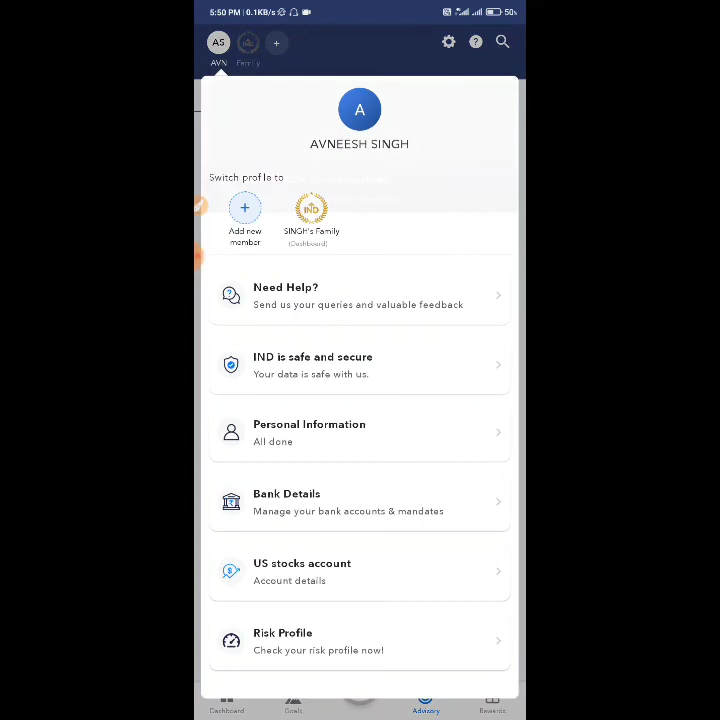 5:50 PM | 0.1KB/s
50%
AS
IND
+
?
AVN
Family
A
AVNEESH SINGH
Switch profile to
+
IND
Add new
member
SINGH's Family
(Dashboard)
Need Help?
Send us your queries and valuable feedback
IND is safe and secure
Your data is safe with us.
Personal Information
All done
Bank Details
Manage your bank accounts & mandates
US stocks account
Account details
Risk Profile
Check your risk profile now!
Dashboard
Goals
Advisory
Rewards